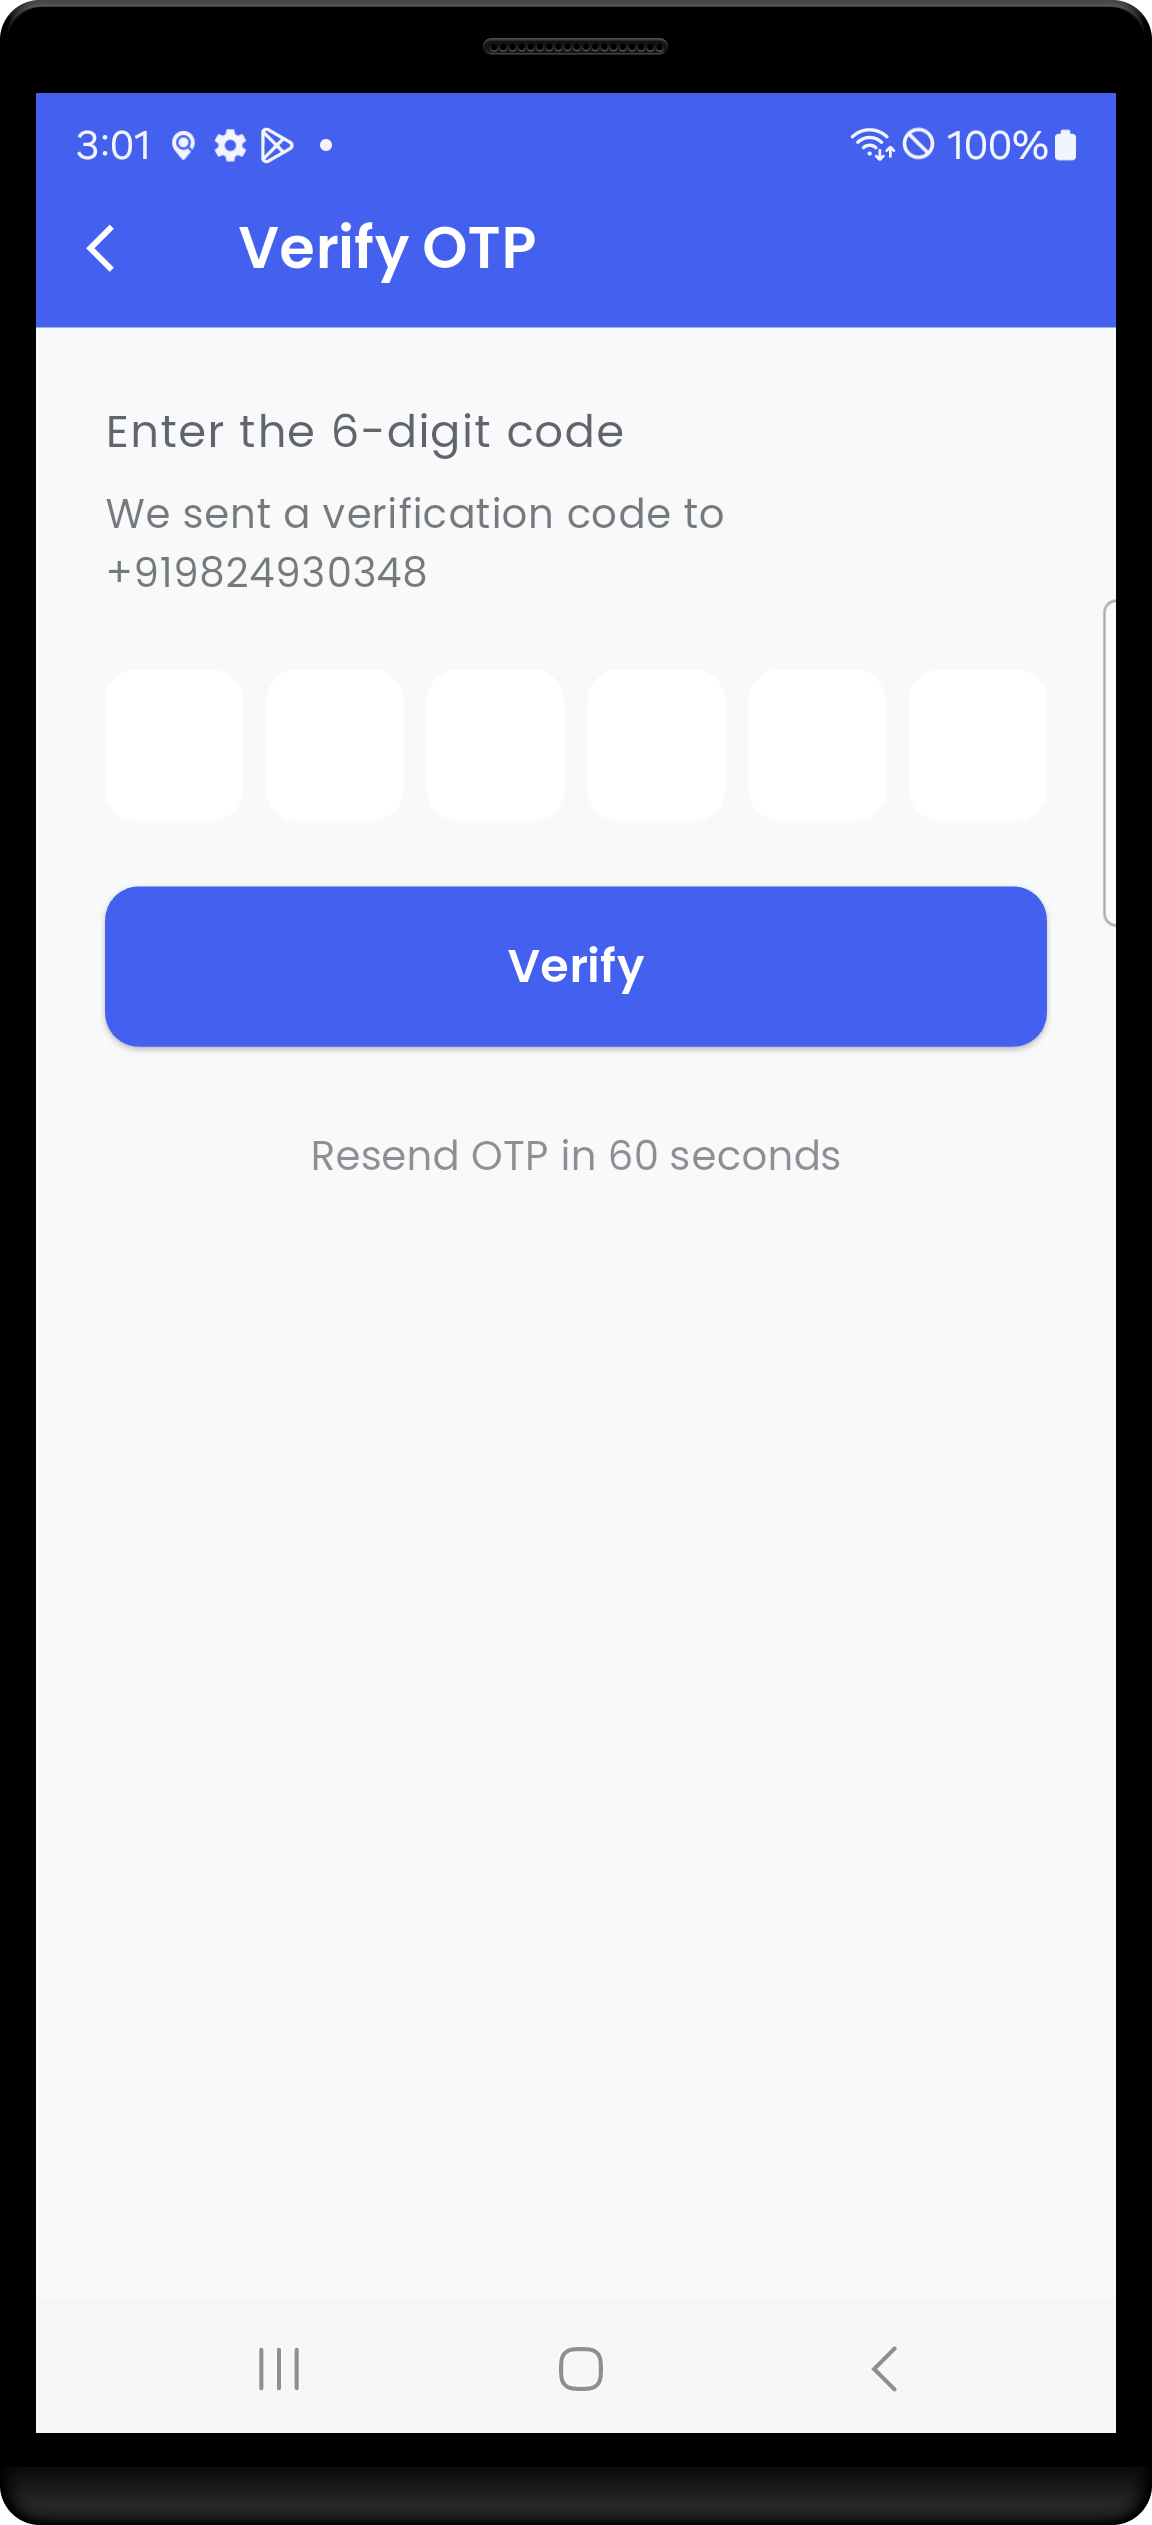 3:01 100%
Verify OTP
Enter the 6-digit code
We sent a verification code to
+919824930348
Verify
Resend OTP in 60 seconds